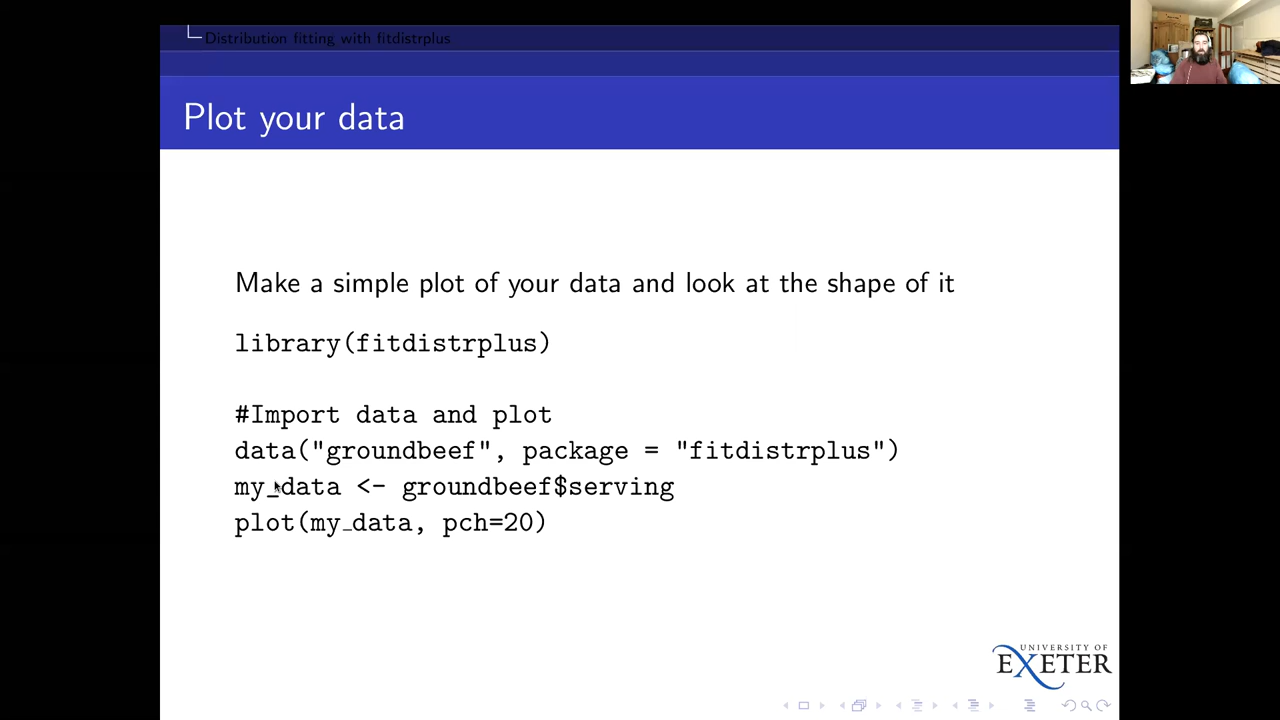 Distribution fitting with fitdistrplus
Plot your data
Make a simple plot of your data and look at the shape of it
library(fitdistrplus)
#Import data and plot
data("groundbeef", package = "fitdistrplus")
my_data <- groundbeef$serving
plot(my_data, pch=20)
UNIVERSITY OF
EXETER